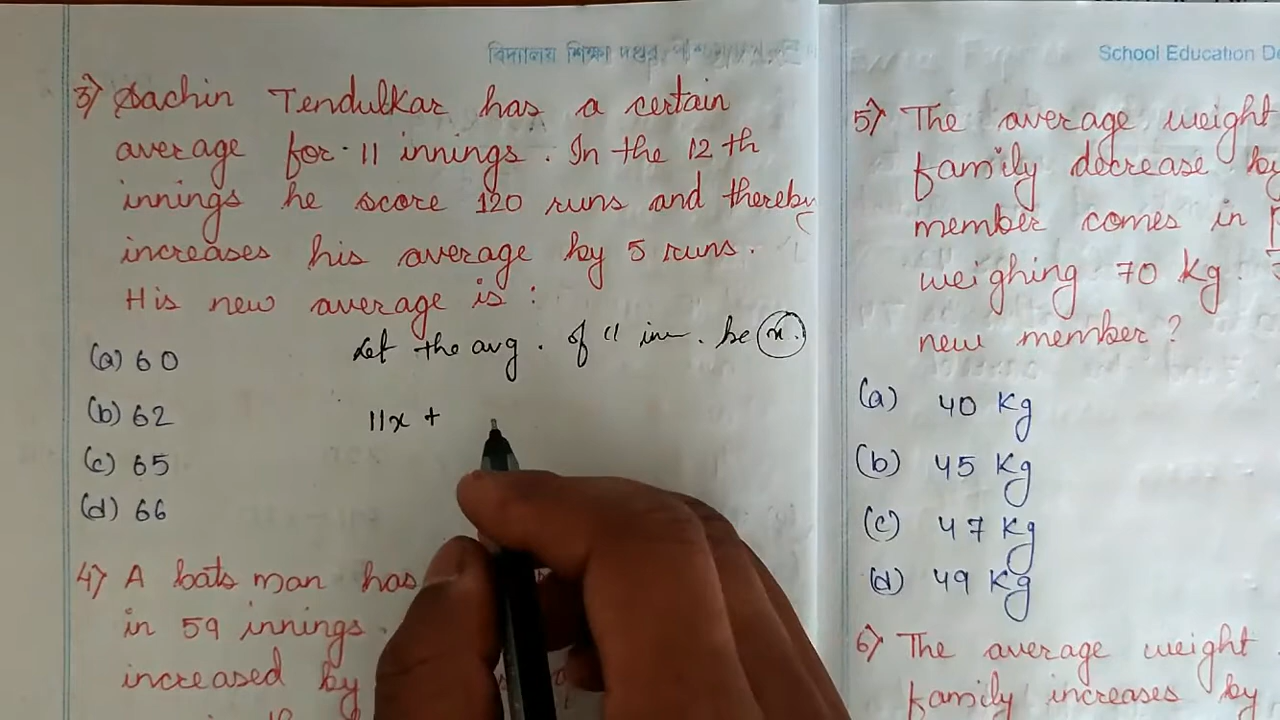 विद्यालय शिक्षा
School Education
3) Sachin Tendulkar has a certain
average for 11 innings. In the 12 th
innings he score 120 runs and thereby
increases his average by 5 runs.
His new average is :
(a) 60
(b) 62
(c) 65
(d) 66
Let the avg. of 11 inn. be x.
11x +
4) A bats man has
in 59 innings.
increased by
5) The average weight
family decrease by
member comes in
weighing 70 kg.
new member ?
(a) 40 Kg
(b) 45 Kg
(c) 47 Kg
(d) 49 Kg
6) The average weight
family increases by